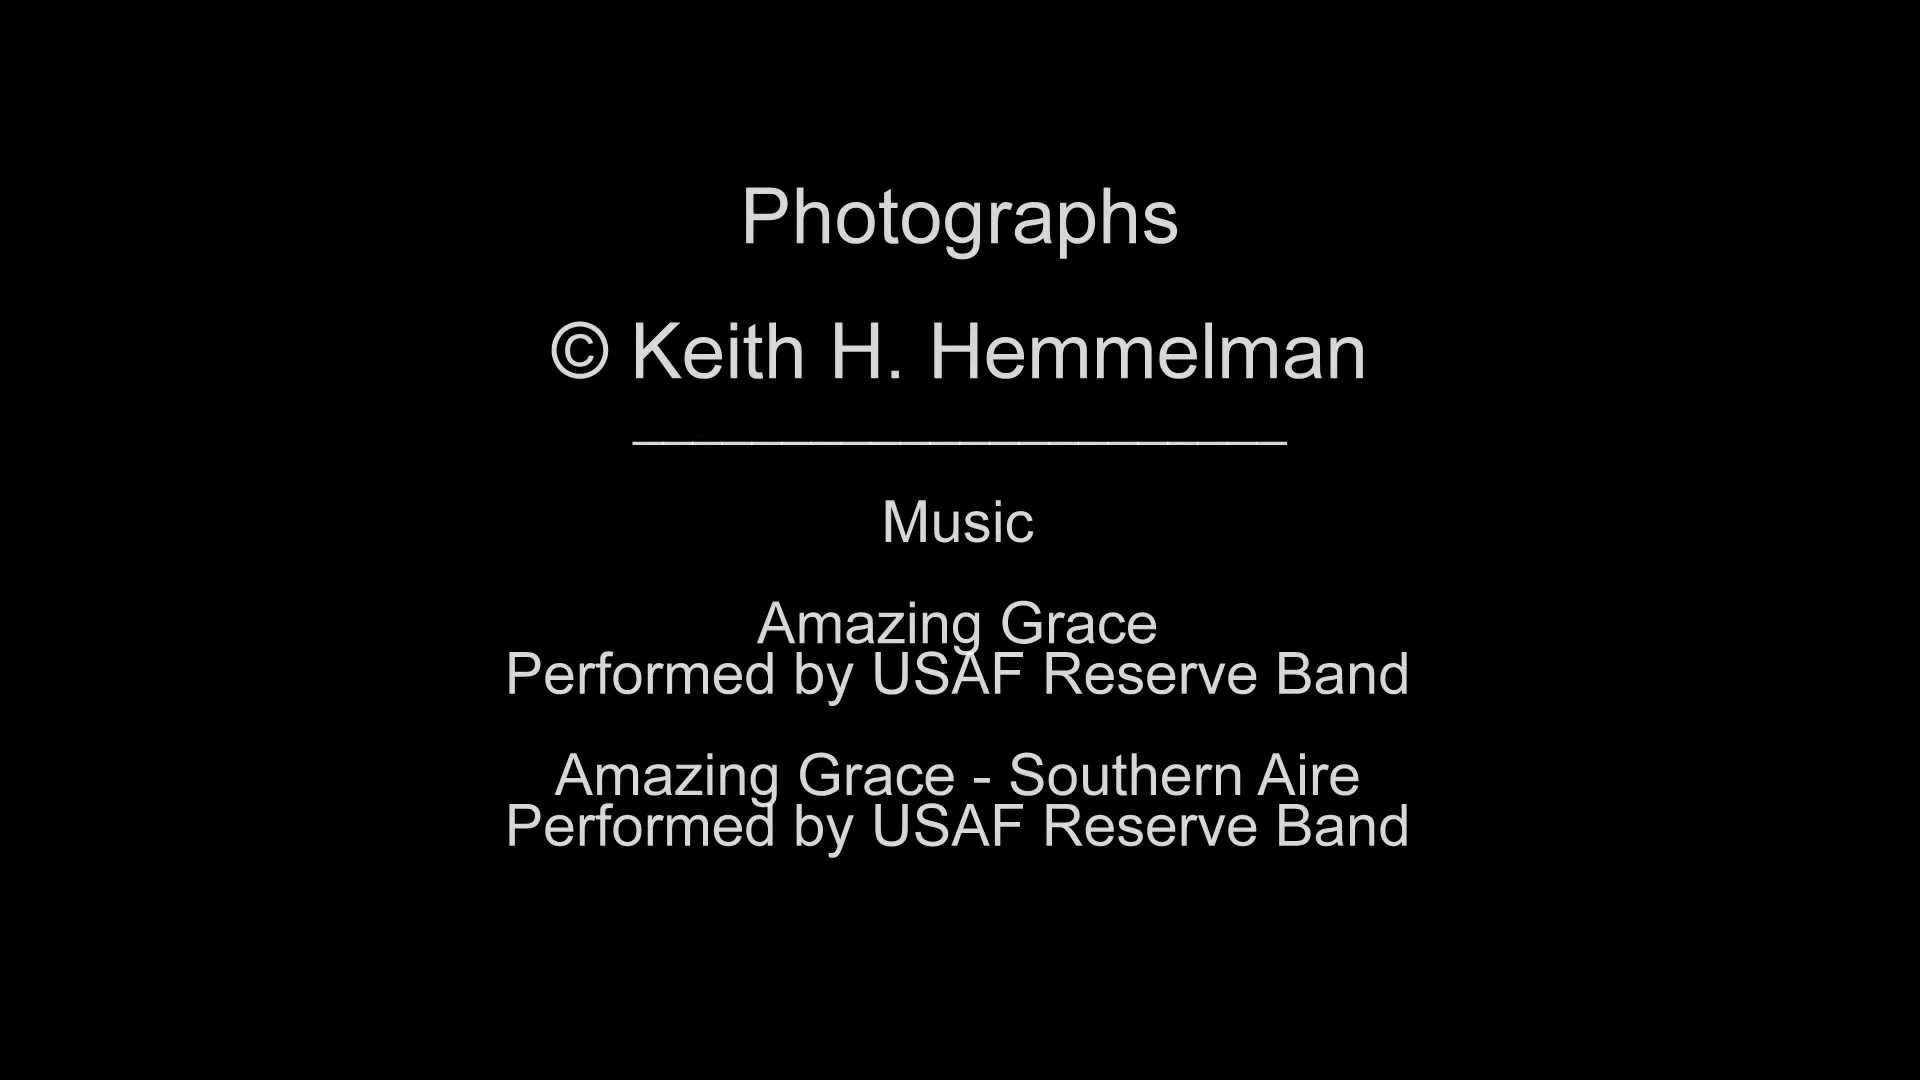 Photographs
© Keith H. Hemmelman
Music
Amazing Grace
Performed by USAF Reserve Band
Amazing Grace - Southern Aire
Performed by USAF Reserve Band